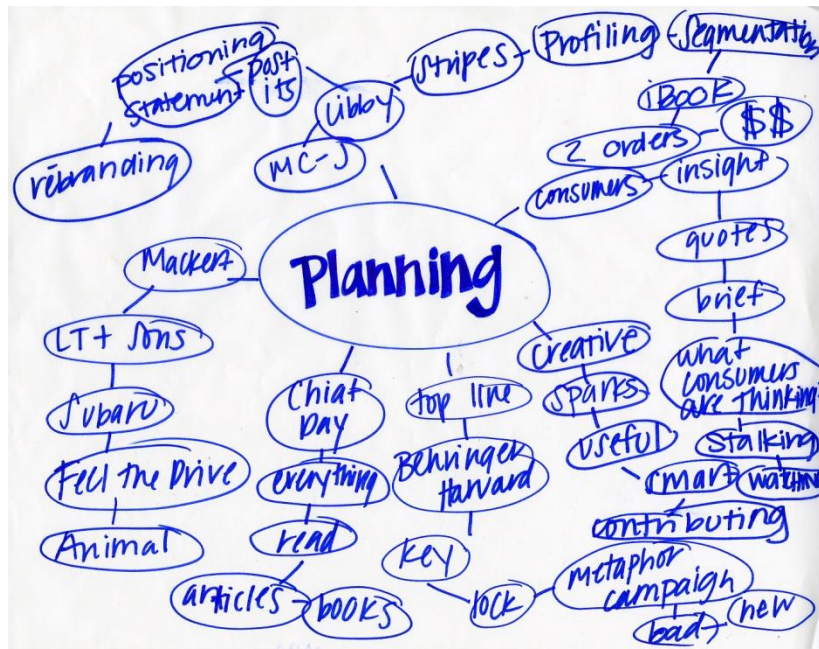 positioning
statement
post
its
rebranding
Libby
MC-J
Stripes
Profiling
Segmentation
iBOOK
2 orders
$$
consumers
insight
quotes
brief
what
consumers
are thinking
stalking
watching
Planning
Mackert
LT + Sons
Subaru
Feel the Drive
Animal
Chiat
Day
everything
read
articles
books
top line
Behringer
Harvard
key
lock
metaphor
campaign
bad
new
creative
sparks
useful
smart
contributing